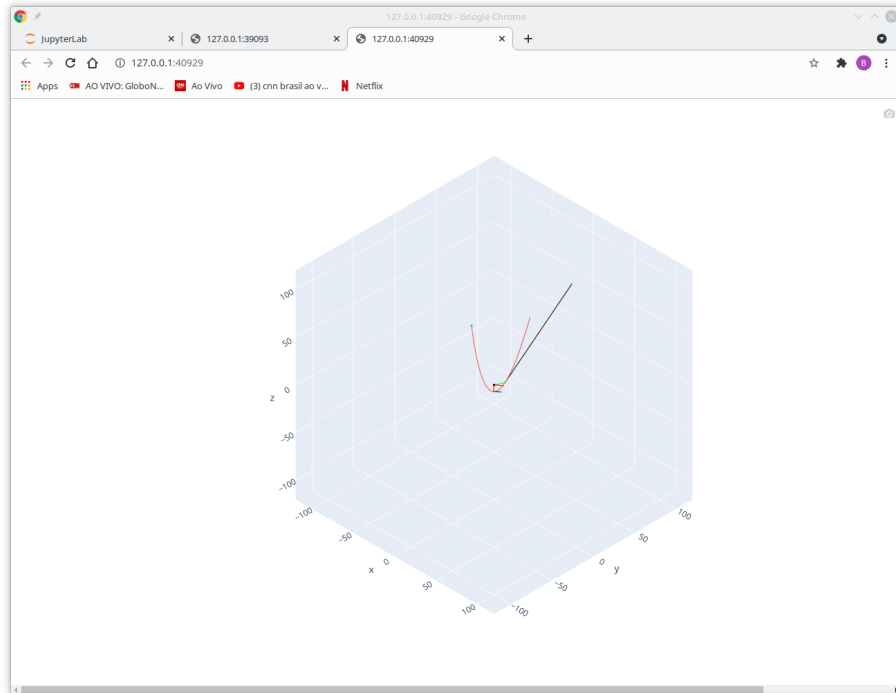 127.0.0.1:40929 - Google Chrome
JupyterLab
127.0.0.1:39093
127.0.0.1:40929
127.0.0.1:40929
B
Apps
AO VIVO: GloboN...
Ao Vivo
(3) cnn brasil ao v...
Netflix
100
50
0
z
−50
−100
−100
−50
x
0
50
100
100
50
0
y
−50
−100